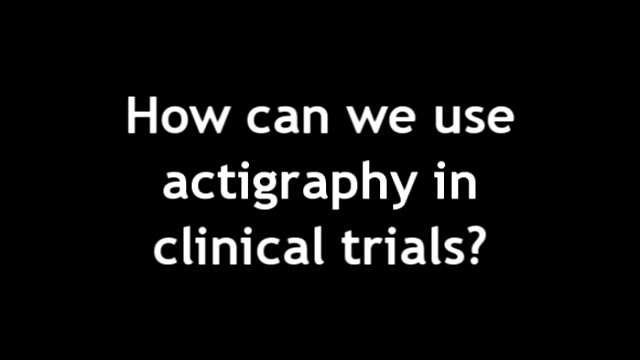 How can we use
actigraphy in
clinical trials?